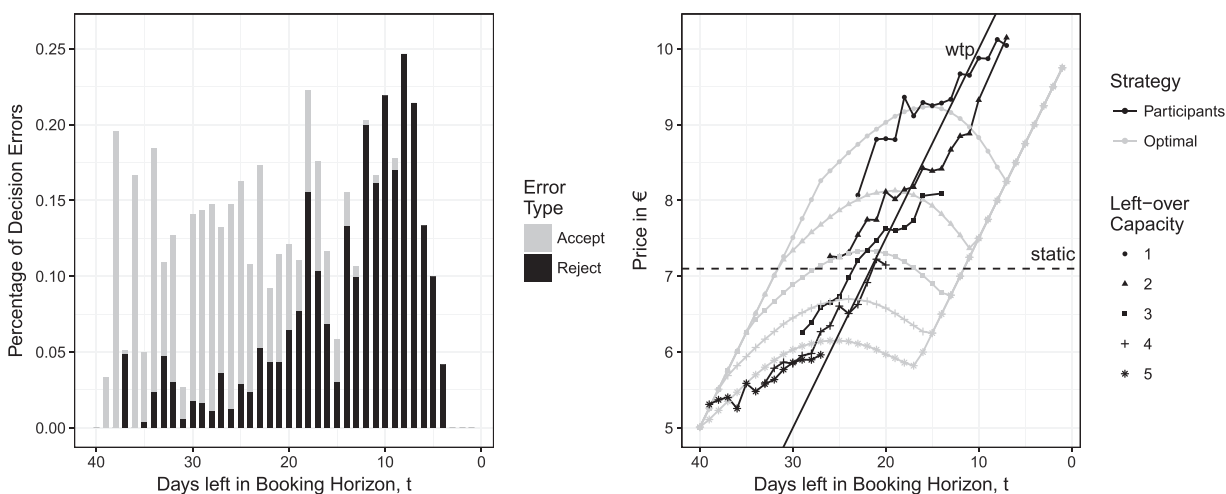 Percentage of Decision Errors
0.25
0.20
0.15
0.10
0.05
0.00
40
30
20
10
0
Days left in Booking Horizon, t
Error
Type
Accept
Reject
Price in €
10
9
8
7
6
5
wtp
static
40
30
20
10
0
Days left in Booking Horizon, t
Strategy
Participants
Optimal
Left−over
Capacity
1
2
3
4
5